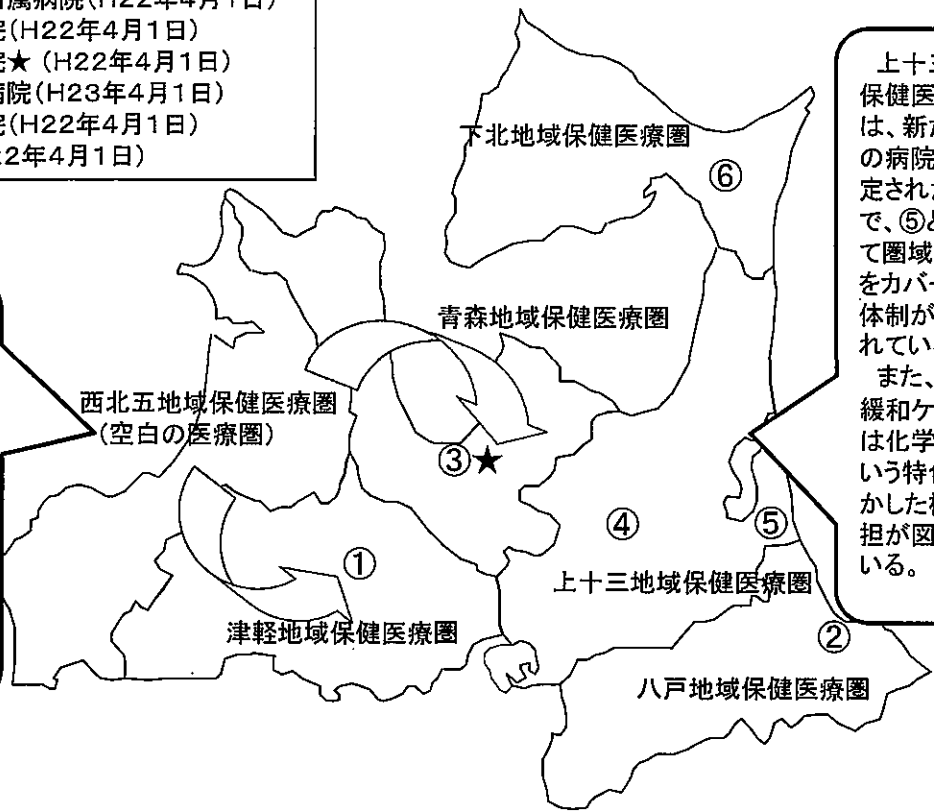 属病院(H22年4月1日)
院(H22年4月1日)
院★(H22年4月1日)
病院(H23年4月1日)
院(H22年4月1日)
2年4月1日)
下北地域保健医療圏
⑥
青森地域保健医療圏
西北五地域保健医療圏
(空白の医療圏)
③★
④
⑤
①
上十三地域保健医療圏
津軽地域保健医療圏
②
八戸地域保健医療圏
上十三
保健医
は、新た
の病院
定された
で、⑤と
て圏域
をカバー
体制が
れてい
また、
緩和ケ
は化学
いう特
かした
担が図
いる。